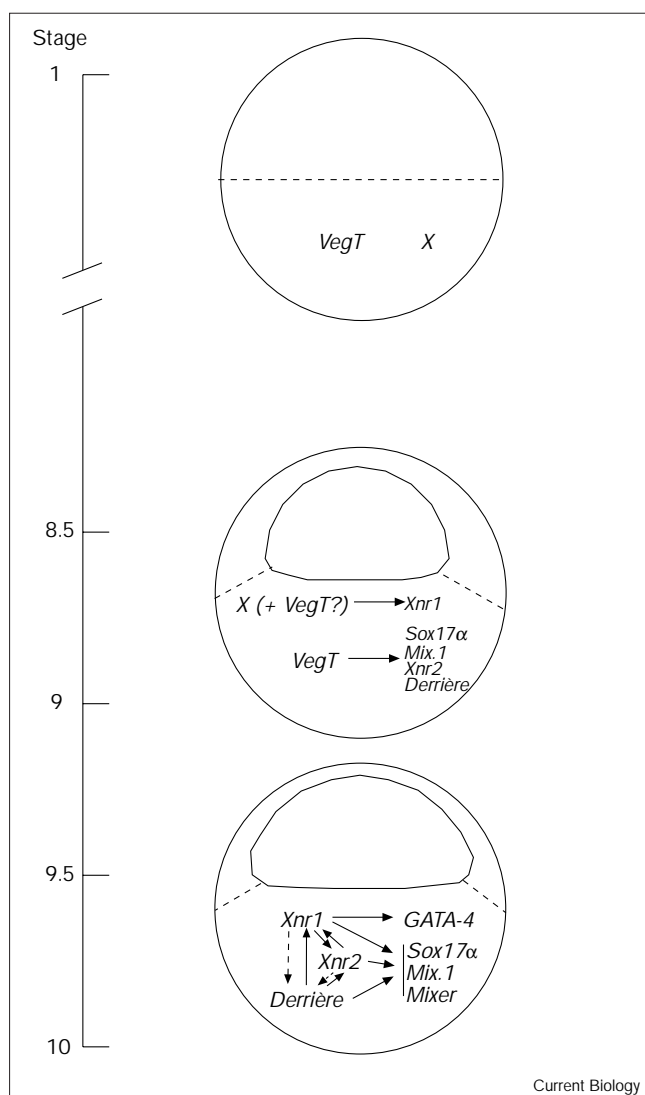 Stage
1
VegT X
8.5
X (+ VegT?) Xnr1
Sox17α
VegT Mix.1
Xnr2
Derrière
9
9.5
Xnr1 GATA-4
Sox17α
Xnr2 Mix.1
Derrière Mixer
10
Current Biology